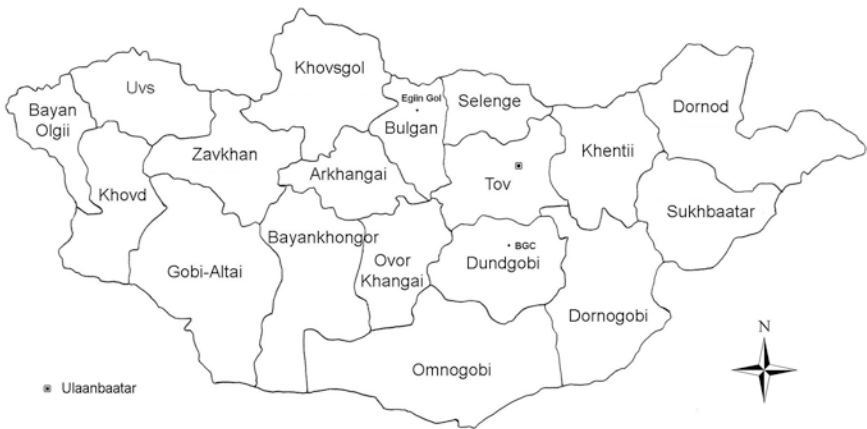 Khovsgol
Uvs
Bayan
Olgii
Eglin Gol
Selenge
Dornod
Bulgan
Zavkhan
Khentii
Arkhangai
Tov
Khovd
Sukhbaatar
Bayankhongor
BGC
Ovor
Khangai
Dundgobi
Gobi-Altai
Dornogobi
N
Omnogobi
Ulaanbaatar